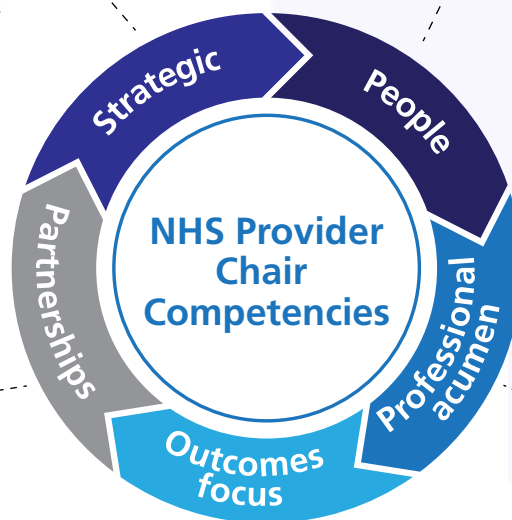 Strategic
People
NHS Provider
Chair
Competencies
Partnerships
Professional
acumen
Outcomes
focus